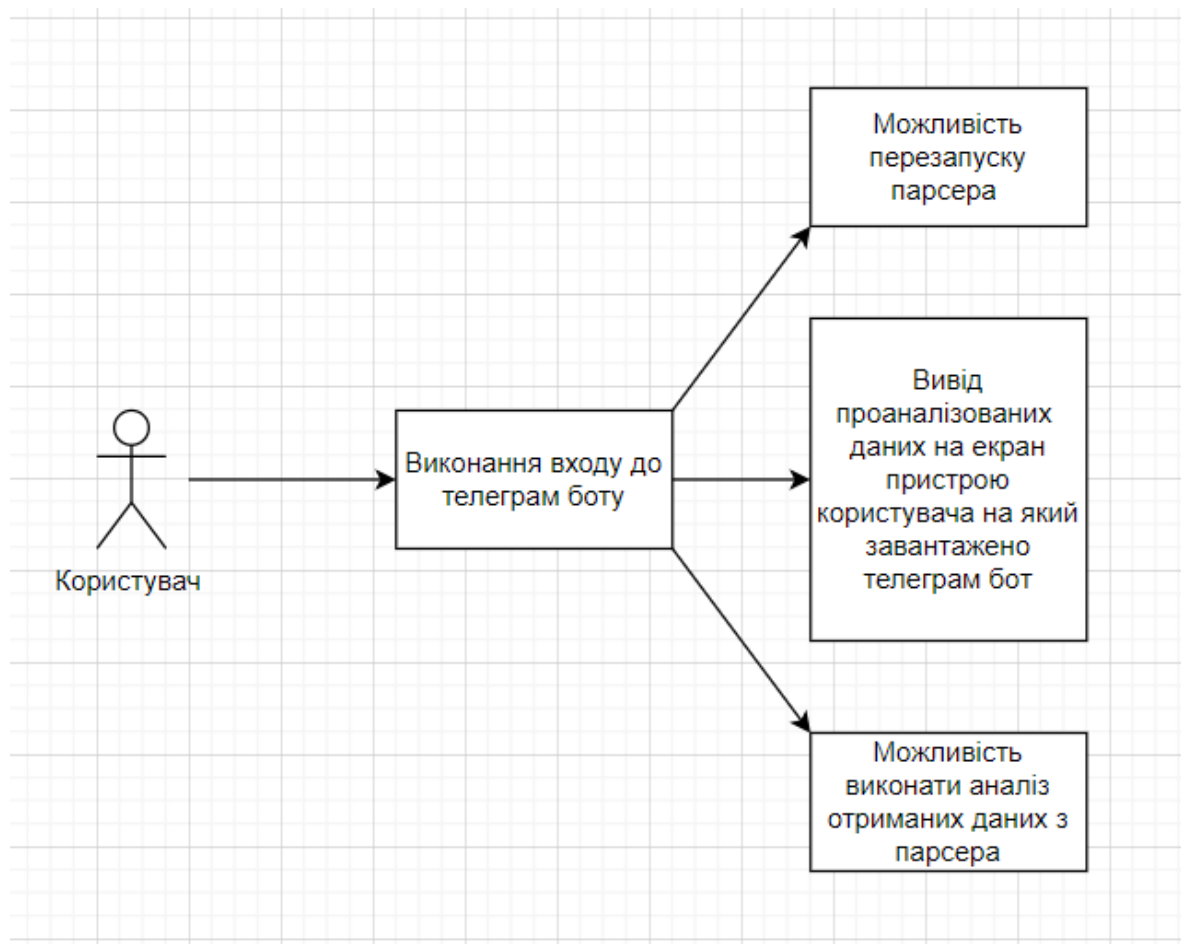 Можливість
перезапуску
парсера
Вивід
проаналізованих
даних на екран
пристрою
користувача на який
завантажено
телеграм бот
Виконання входу до
телеграм боту
Користувач
Можливість
виконати аналіз
отриманих даних з
парсера